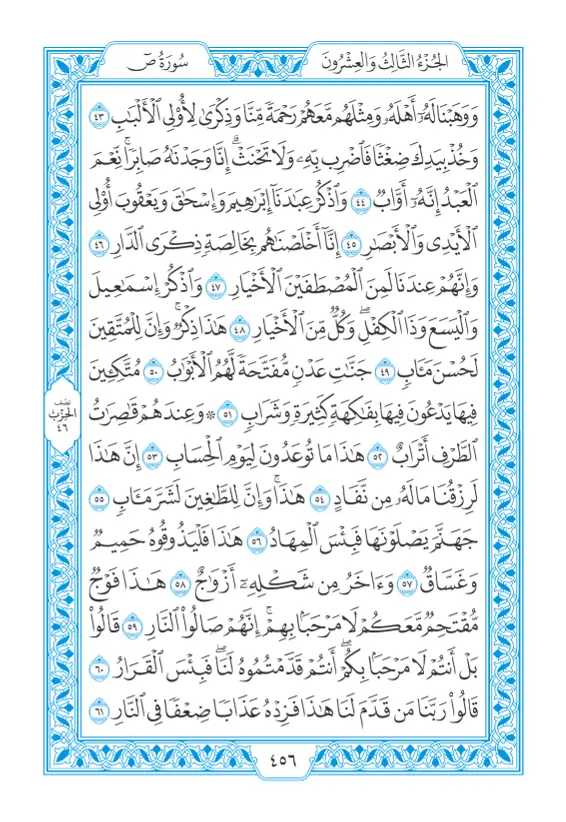 الجُزْءُ الثَّالِثُ وَالعِشْرُونَ
سُورَةُ صٓ
وَوَهَبْنَا لَهُۥٓ أَهْلَهُۥ وَمِثْلَهُم مَّعَهُمْ رَحْمَةً مِّنَّا وَذِكْرَىٰ لِأُوْلِى ٱلْأَلْبَٰبِ ٤٣
وَخُذْ بِيَدِكَ ضِغْثًا فَٱضْرِب بِّهِۦ وَلَا تَحْنَثْ ۗ إِنَّا وَجَدْنَٰهُ صَابِرًا ۚ نِّعْمَ
ٱلْعَبْدُ إِنَّهُۥٓ أَوَّابٌ ٤٤ وَٱذْكُرْ عِبَٰدَنَآ إِبْرَٰهِيمَ وَإِسْحَٰقَ وَيَعْقُوبَ أُوْلِى
ٱلْأَيْدِى وَٱلْأَبْصَٰرِ ٤٥ إِنَّآ أَخْلَصْنَٰهُم بِخَالِصَةٍ ذِكْرَى ٱلدَّارِ ٤٦
وَإِنَّهُمْ عِندَنَا لَمِنَ ٱلْمُصْطَفَيْنَ ٱلْأَخْيَارِ ٤٧ وَٱذْكُرْ إِسْمَٰعِيلَ
وَٱلْيَسَعَ وَذَا ٱلْكِفْلِ ۖ وَكُلٌّ مِّنَ ٱلْأَخْيَارِ ٤٨ هَٰذَا ذِكْرٌ ۚ وَإِنَّ لِلْمُتَّقِينَ
لَحُسْنَ مَـَٔابٍ ٤٩ جَنَّٰتِ عَدْنٍ مُّفَتَّحَةً لَّهُمُ ٱلْأَبْوَٰبُ ٥٠ مُتَّكِـِٔينَ
فِيهَا يَدْعُونَ فِيهَا بِفَٰكِهَةٍ كَثِيرَةٍ وَشَرَابٍ ٥١ ۞ وَعِندَهُمْ قَٰصِرَٰتُ
ٱلطَّرْفِ أَتْرَابٌ ٥٢ هَٰذَا مَا تُوعَدُونَ لِيَوْمِ ٱلْحِسَابِ ٥٣ إِنَّ هَٰذَا
لَرِزْقُنَا مَا لَهُۥ مِن نَّفَادٍ ٥٤ هَٰذَا ۚ وَإِنَّ لِلطَّٰغِينَ لَشَرَّ مَـَٔابٍ ٥٥
جَهَنَّمَ يَصْلَوْنَهَا فَبِئْسَ ٱلْمِهَادُ ٥٦ هَٰذَا فَلْيَذُوقُوهُ حَمِيمٌ
وَغَسَّاقٌ ٥٧ وَءَاخَرُ مِن شَكْلِهِۦٓ أَزْوَٰجٌ ٥٨ هَٰذَا فَوْجٌ
مُّقْتَحِمٌ مَّعَكُمْ ۖ لَا مَرْحَبًۢا بِهِمْ ۚ إِنَّهُمْ صَالُوا۟ ٱلنَّارِ ٥٩ قَالُوا۟
بَلْ أَنتُمْ لَا مَرْحَبًۢا بِكُمْ ۖ أَنتُمْ قَدَّمْتُمُوهُ لَنَا ۖ فَبِئْسَ ٱلْقَرَارُ ٦٠
قَالُوا۟ رَبَّنَا مَن قَدَّمَ لَنَا هَٰذَا فَزِدْهُ عَذَابًا ضِعْفًا فِى ٱلنَّارِ ٦١
نصف
الحزب
٤٦
٤٥٦